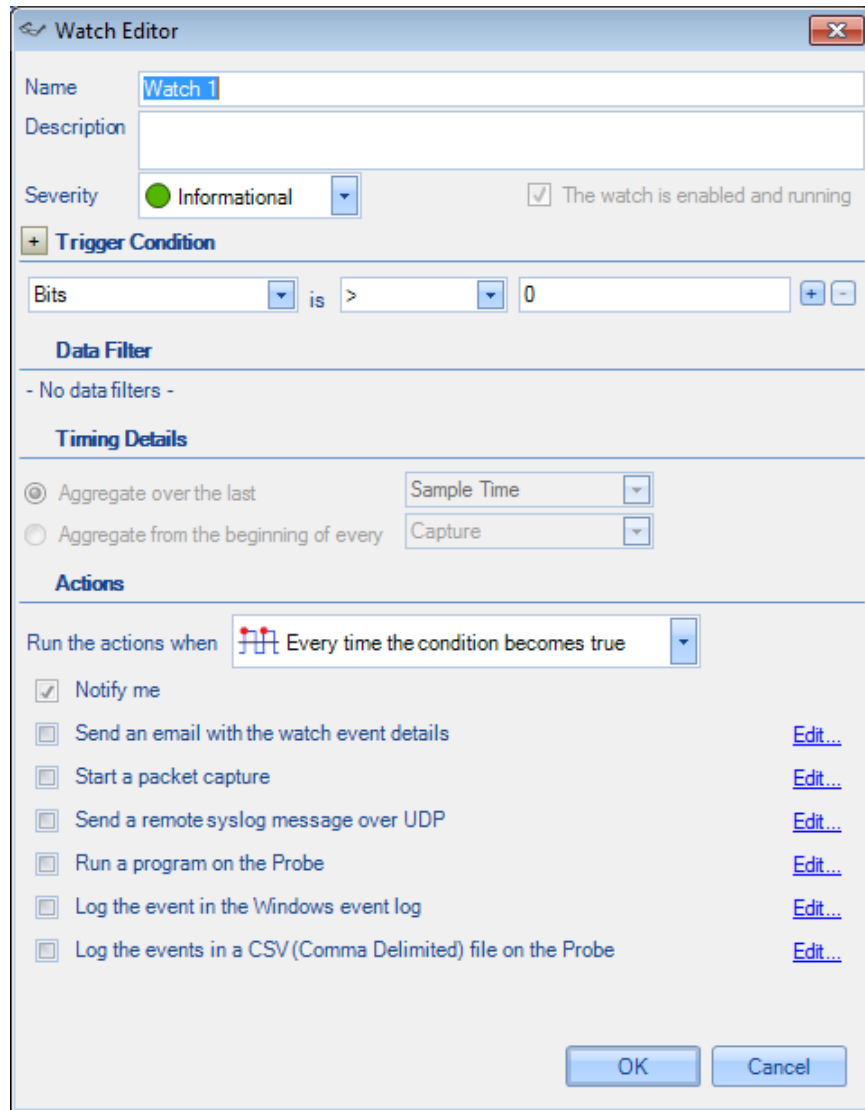 Watch Editor
Name Watch 1
Description
Severity Informational The watch is enabled and running
+ Trigger Condition
Bits is > 0 + -
Data Filter
- No data filters -
Timing Details
Aggregate over the last Sample Time
Aggregate from the beginning of every Capture
Actions
Run the actions when Every time the condition becomes true
Notify me
Send an email with the watch event details Edit...
Start a packet capture Edit...
Send a remote syslog message over UDP Edit...
Run a program on the Probe Edit...
Log the event in the Windows event log Edit...
Log the events in a CSV (Comma Delimited) file on the Probe Edit...
OK Cancel